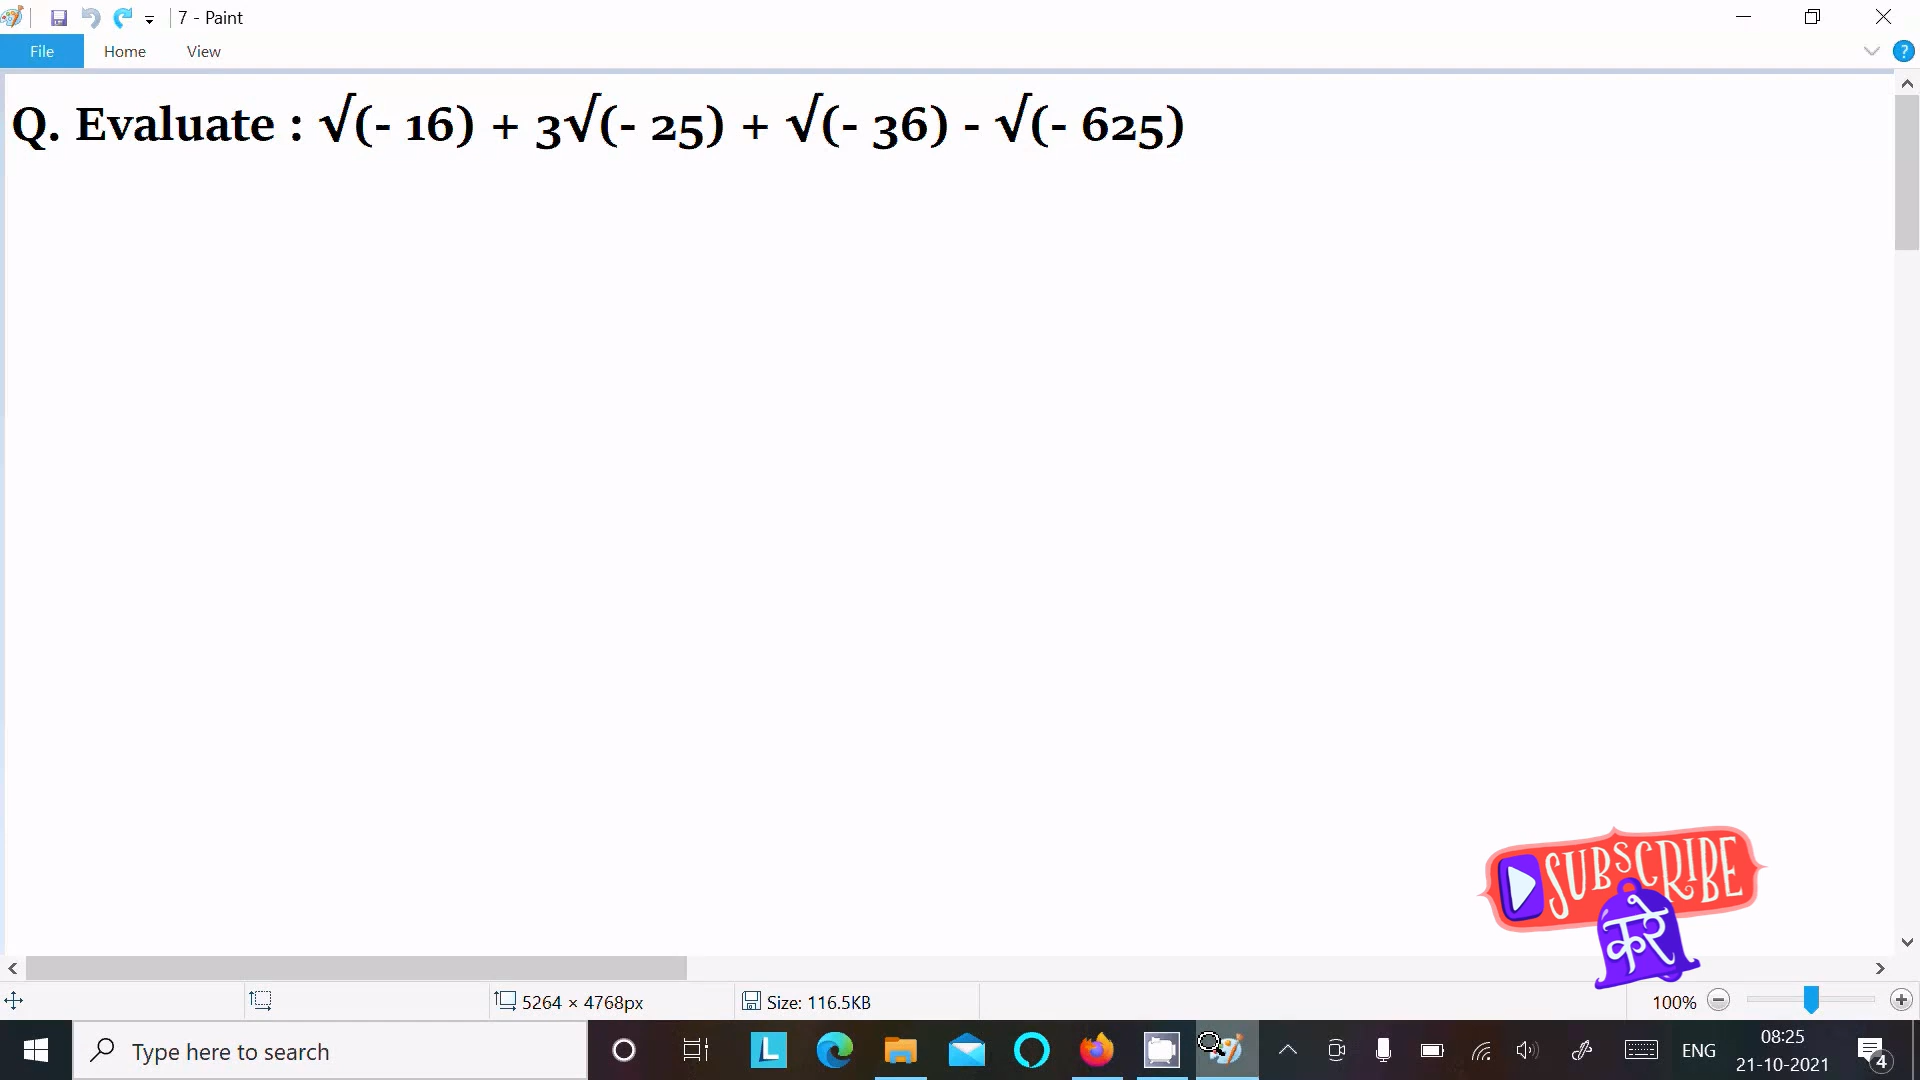 7 - Paint
File Home View
Q. Evaluate : √(- 16) + 3√(- 25) + √(- 36) - √(- 625)
SUBSCRIBE
करे
5264 × 4768px Size: 116.5KB 100%
Type here to search L ENG 08:25
21-10-2021 4